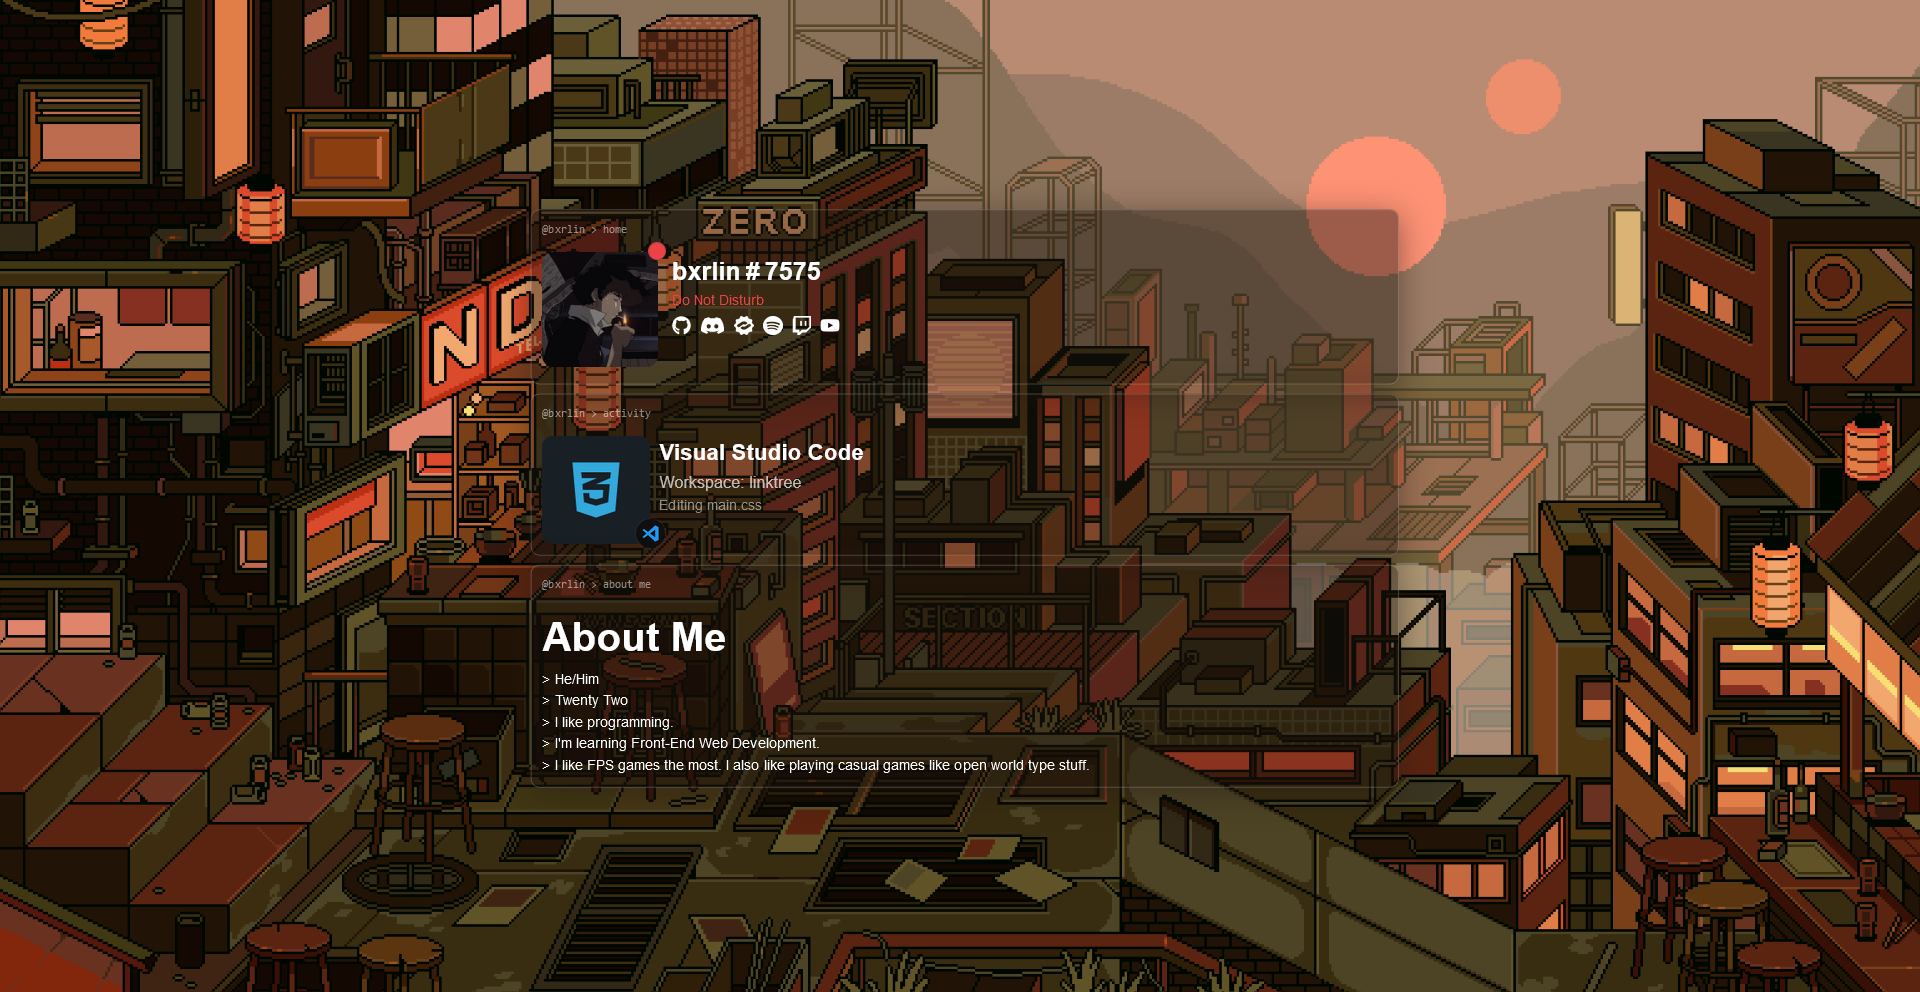 ZERO
@bxrlin > home
bxrlin # 7575
Do Not Disturb
ND
@bxrlin > activity
Visual Studio Code
Workspace: linktree
Editing main.css
@bxrlin > about me
SECTION
About Me
> He/Him
> Twenty Two
> I like programming.
> I'm learning Front-End Web Development.
> I like FPS games the most. I also like playing casual games like open world type stuff.